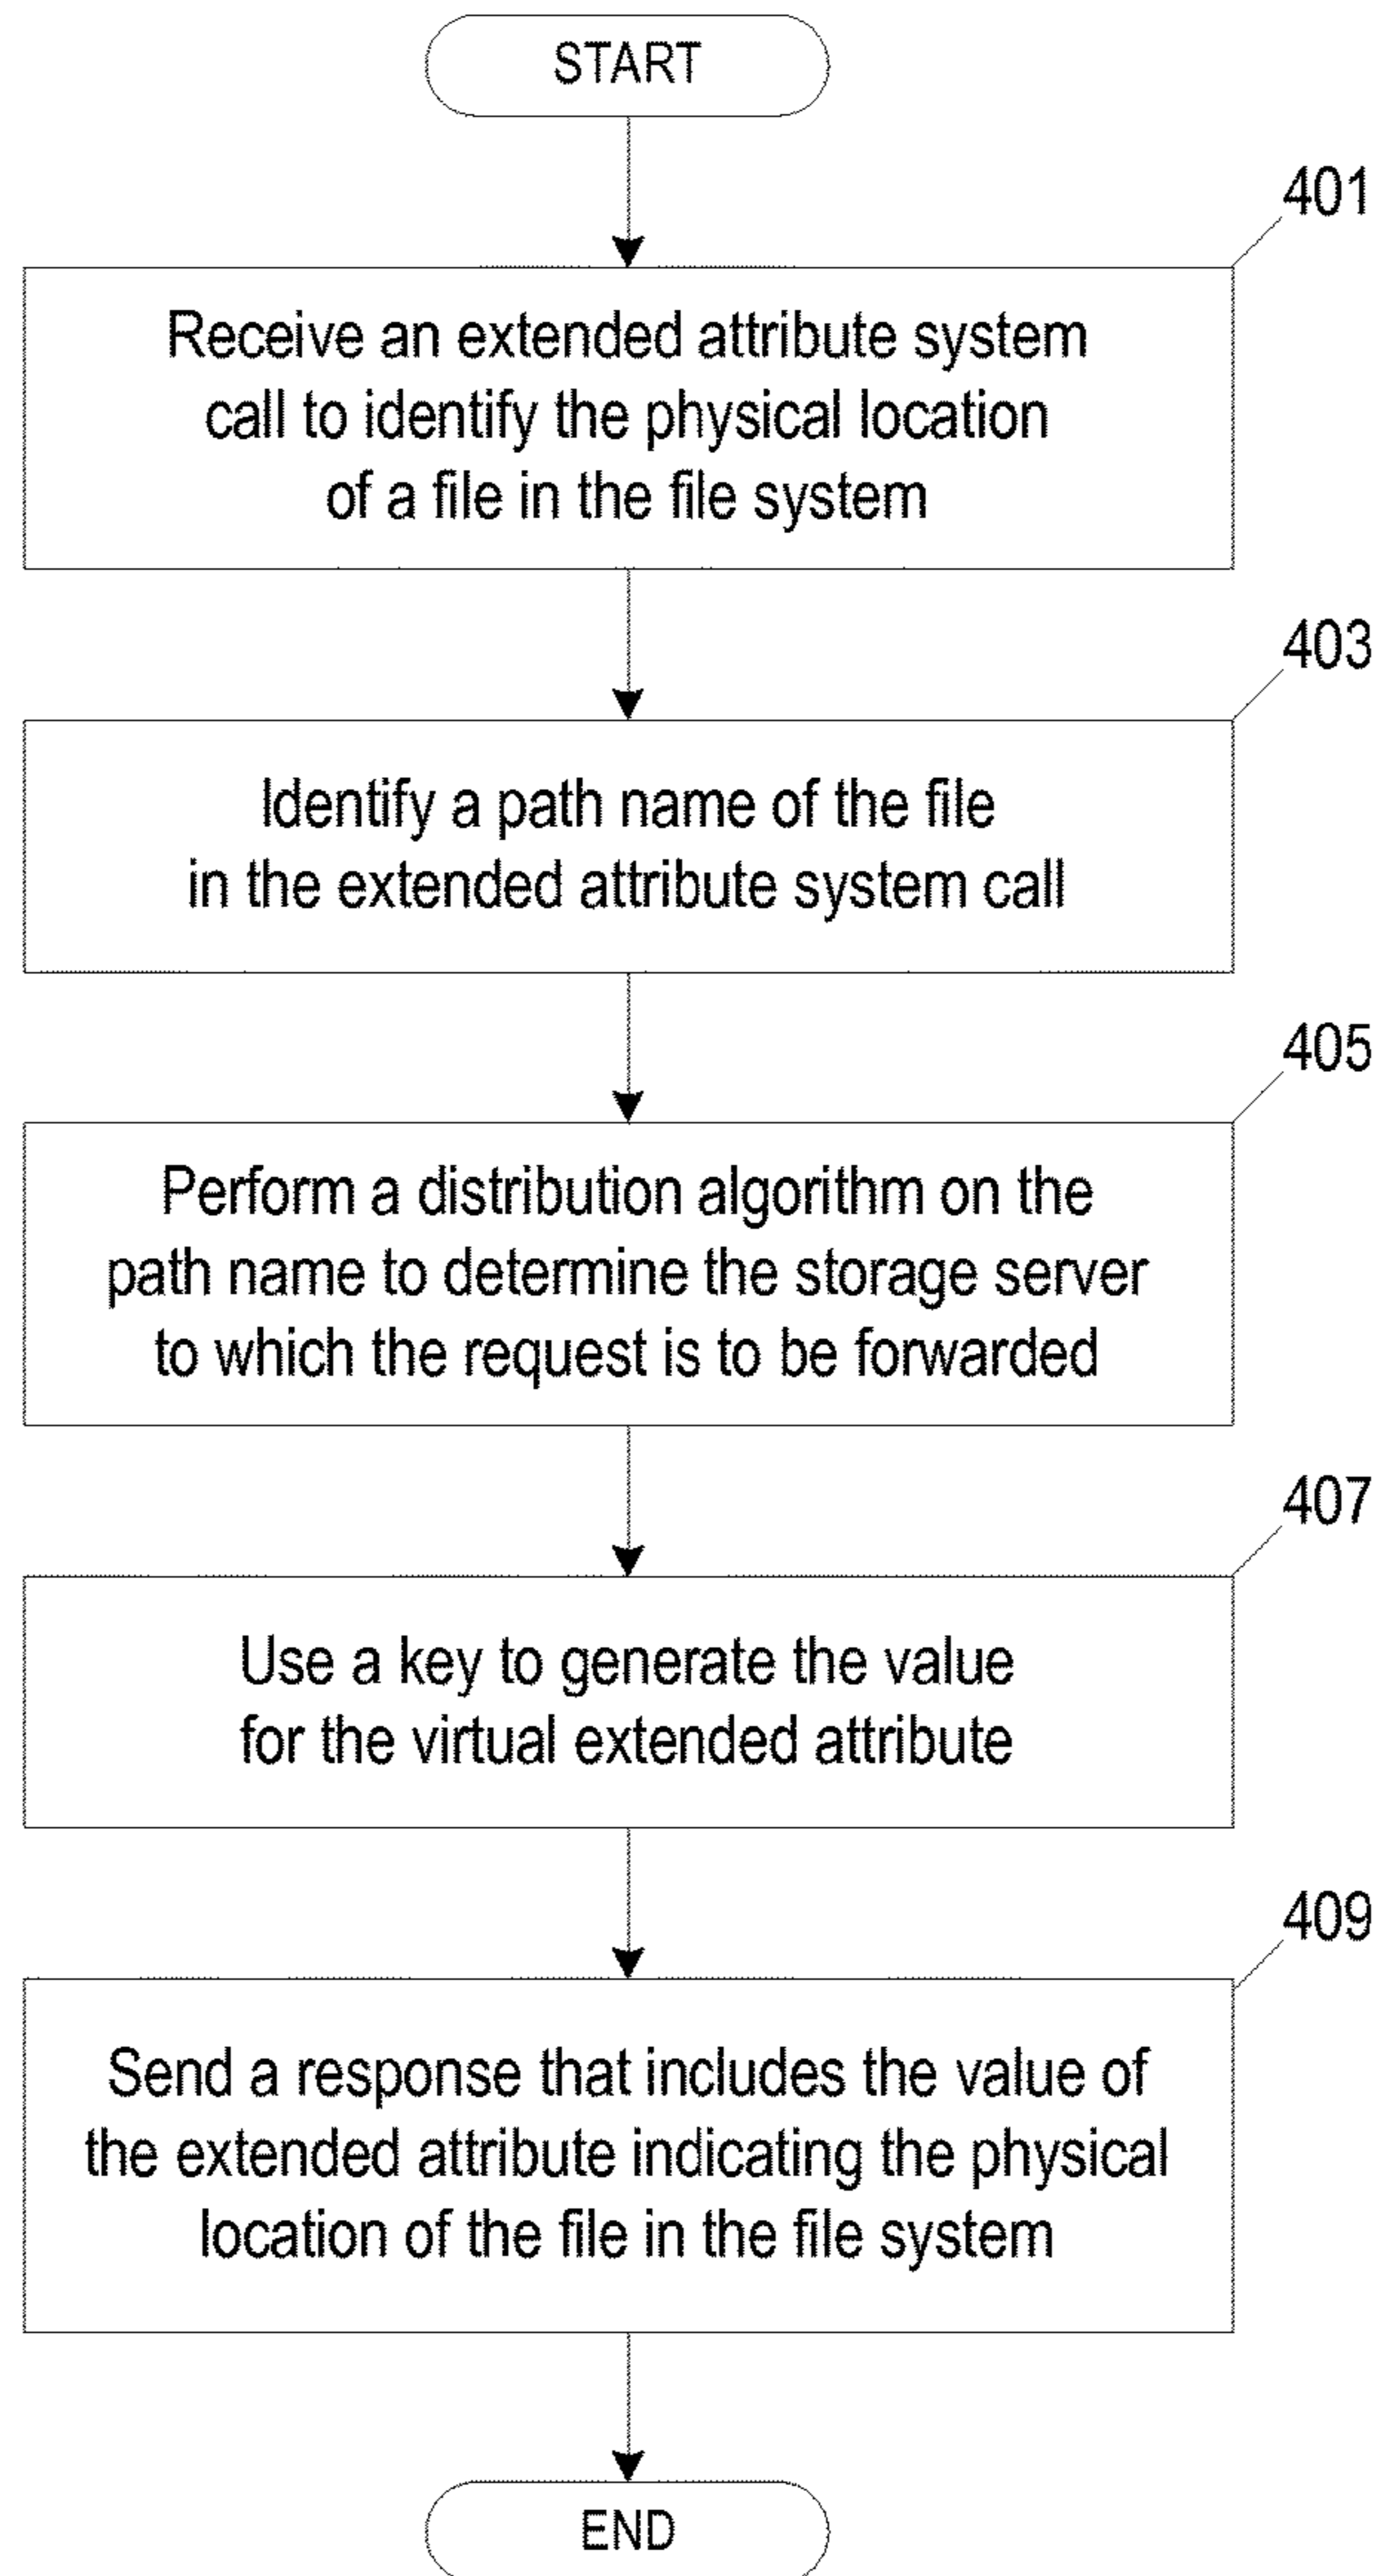 START
401
Receive an extended attribute system
call to identify the physical location
of a file in the file system
403
Identify a path name of the file
in the extended attribute system call
405
Perform a distribution algorithm on the
path name to determine the storage server
to which the request is to be forwarded
407
Use a key to generate the value
for the virtual extended attribute
409
Send a response that includes the value of
the extended attribute indicating the physical
location of the file in the file system
END